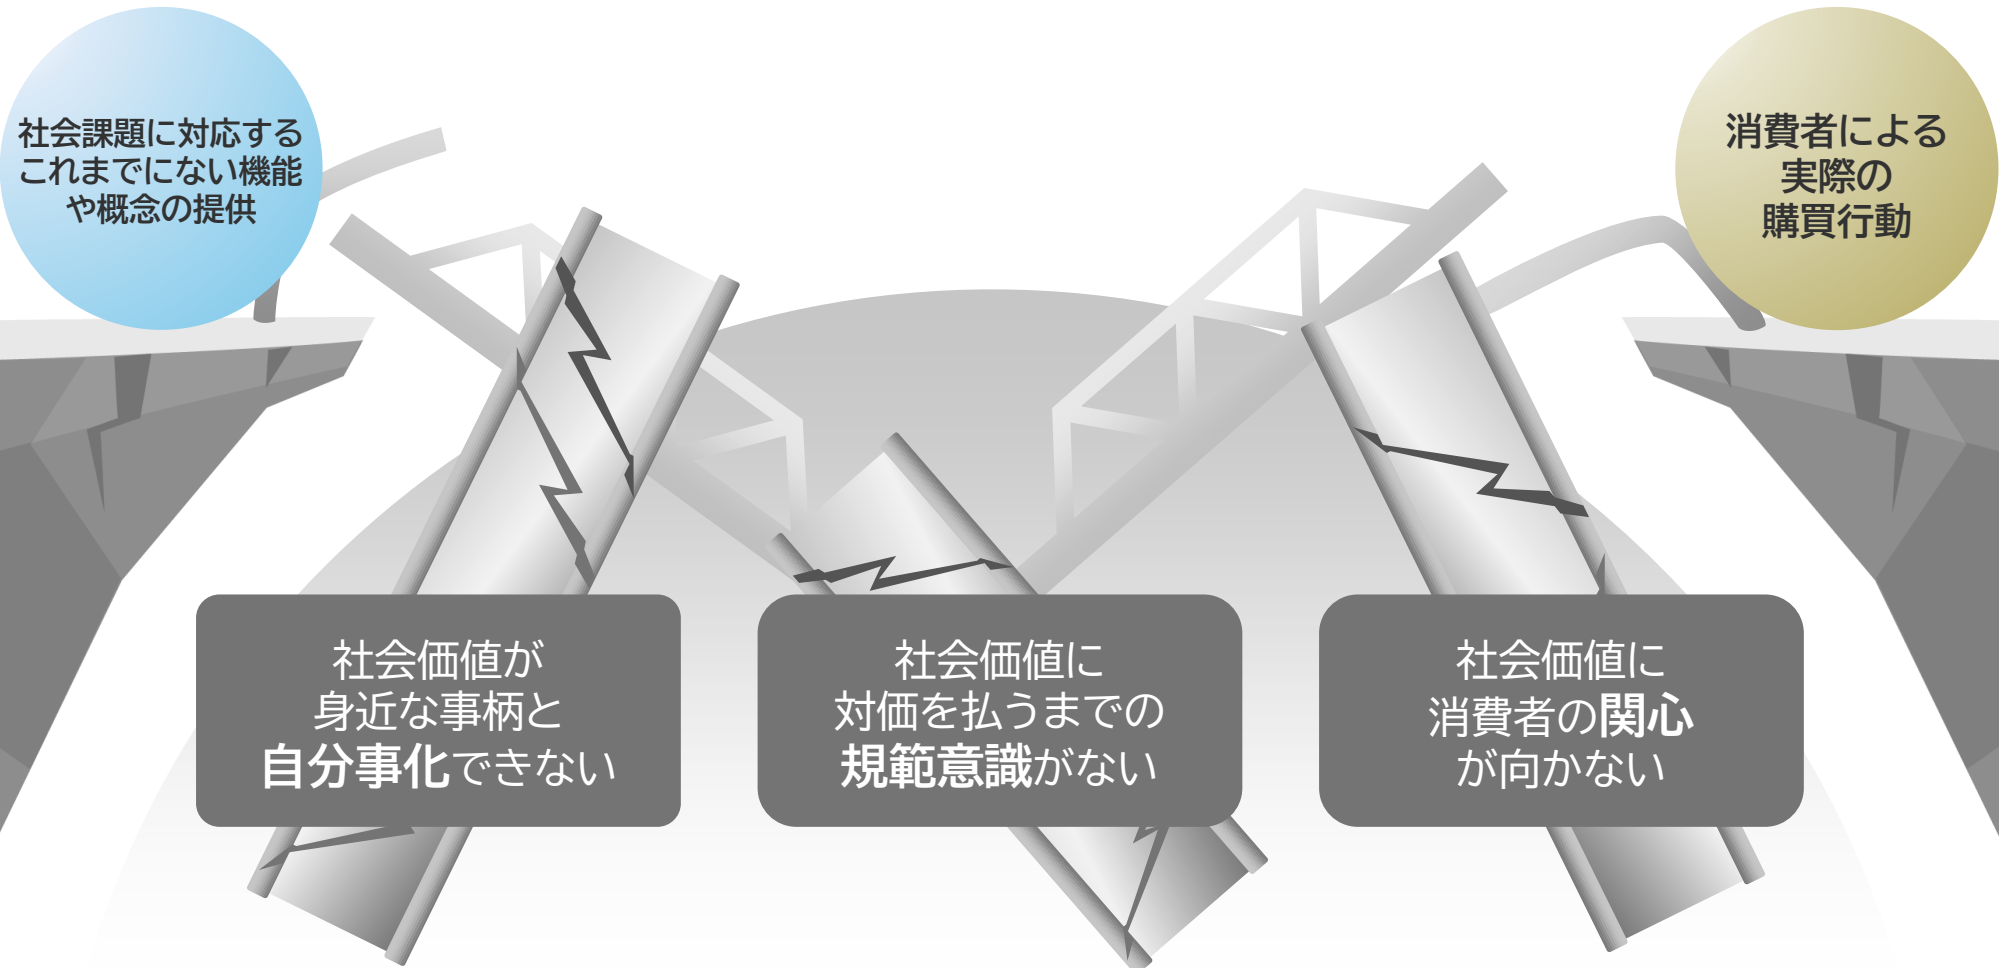 社会課題に対応する
これまでにない機能
や概念の提供
消費者による
実際の
購買行動
社会価値が
身近な事柄と
自分事化できない
社会価値に
対価を払うまでの
規範意識がない
社会価値に
消費者の関心
が向かない